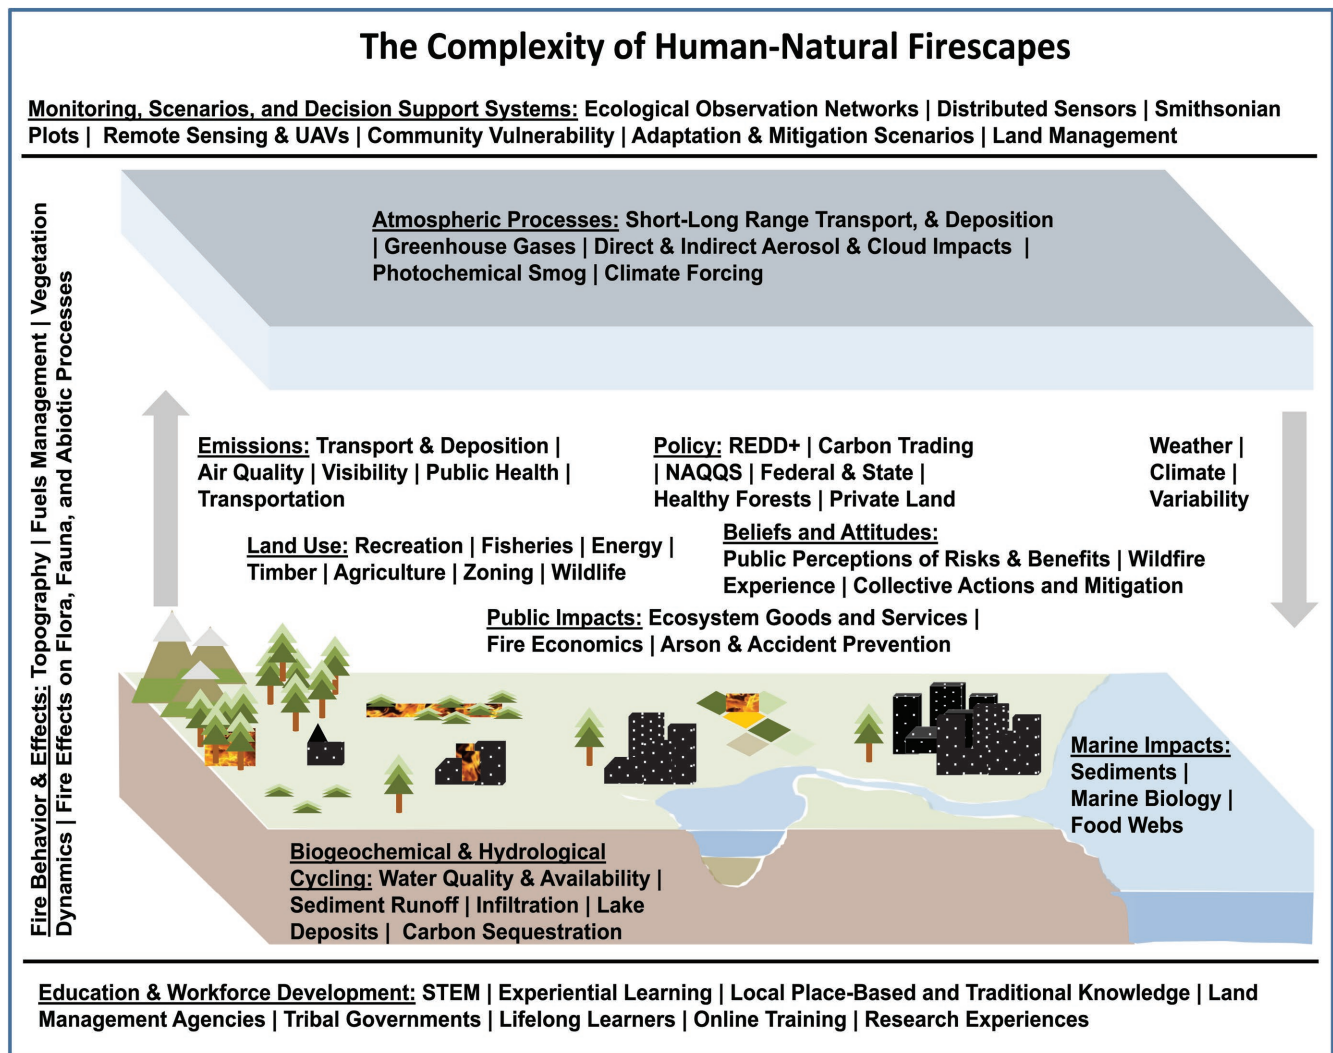 The Complexity of Human-Natural Firescapes
Monitoring, Scenarios, and Decision Support Systems: Ecological Observation Networks | Distributed Sensors | Smithsonian
Plots | Remote Sensing & UAVs | Community Vulnerability | Adaptation & Mitigation Scenarios | Land Management
Fire Behavior & Effects: Topography | Fuels Management | Vegetation
Dynamics | Fire Effects on Flora, Fauna, and Abiotic Processes
Atmospheric Processes: Short-Long Range Transport, & Deposition
| Greenhouse Gases | Direct & Indirect Aerosol & Cloud Impacts |
Photochemical Smog | Climate Forcing
Emissions: Transport & Deposition |
Air Quality | Visibility | Public Health |
Transportation
Policy: REDD+ | Carbon Trading
| NAQQS | Federal & State |
Healthy Forests | Private Land
Weather |
Climate |
Variability
Land Use: Recreation | Fisheries | Energy |
Timber | Agriculture | Zoning | Wildlife
Beliefs and Attitudes:
Public Perceptions of Risks & Benefits | Wildfire
Experience | Collective Actions and Mitigation
Public Impacts: Ecosystem Goods and Services |
Fire Economics | Arson & Accident Prevention
Marine Impacts:
Sediments |
Marine Biology |
Food Webs
Biogeochemical & Hydrological
Cycling: Water Quality & Availability |
Sediment Runoff | Infiltration | Lake
Deposits | Carbon Sequestration
Education & Workforce Development: STEM | Experiential Learning | Local Place-Based and Traditional Knowledge | Land
Management Agencies | Tribal Governments | Lifelong Learners | Online Training | Research Experiences